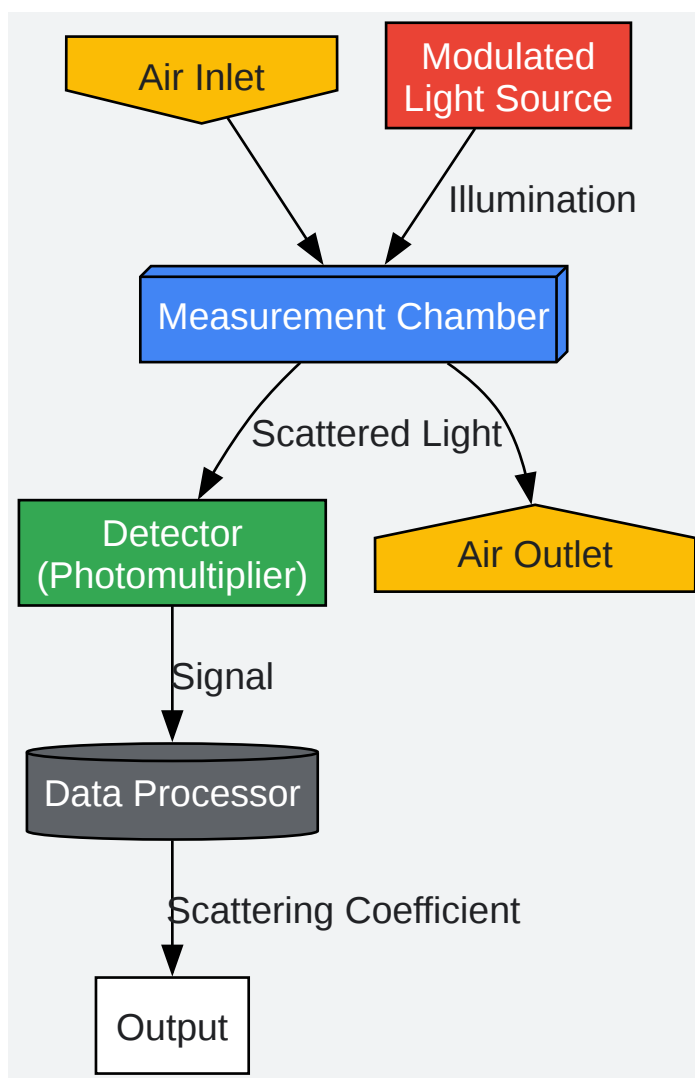 Air Inlet
Modulated
Light Source
Illumination
Measurement Chamber
Scattered Light
Detector
(Photomultiplier)
Air Outlet
Signal
Data Processor
Scattering Coefficient
Output